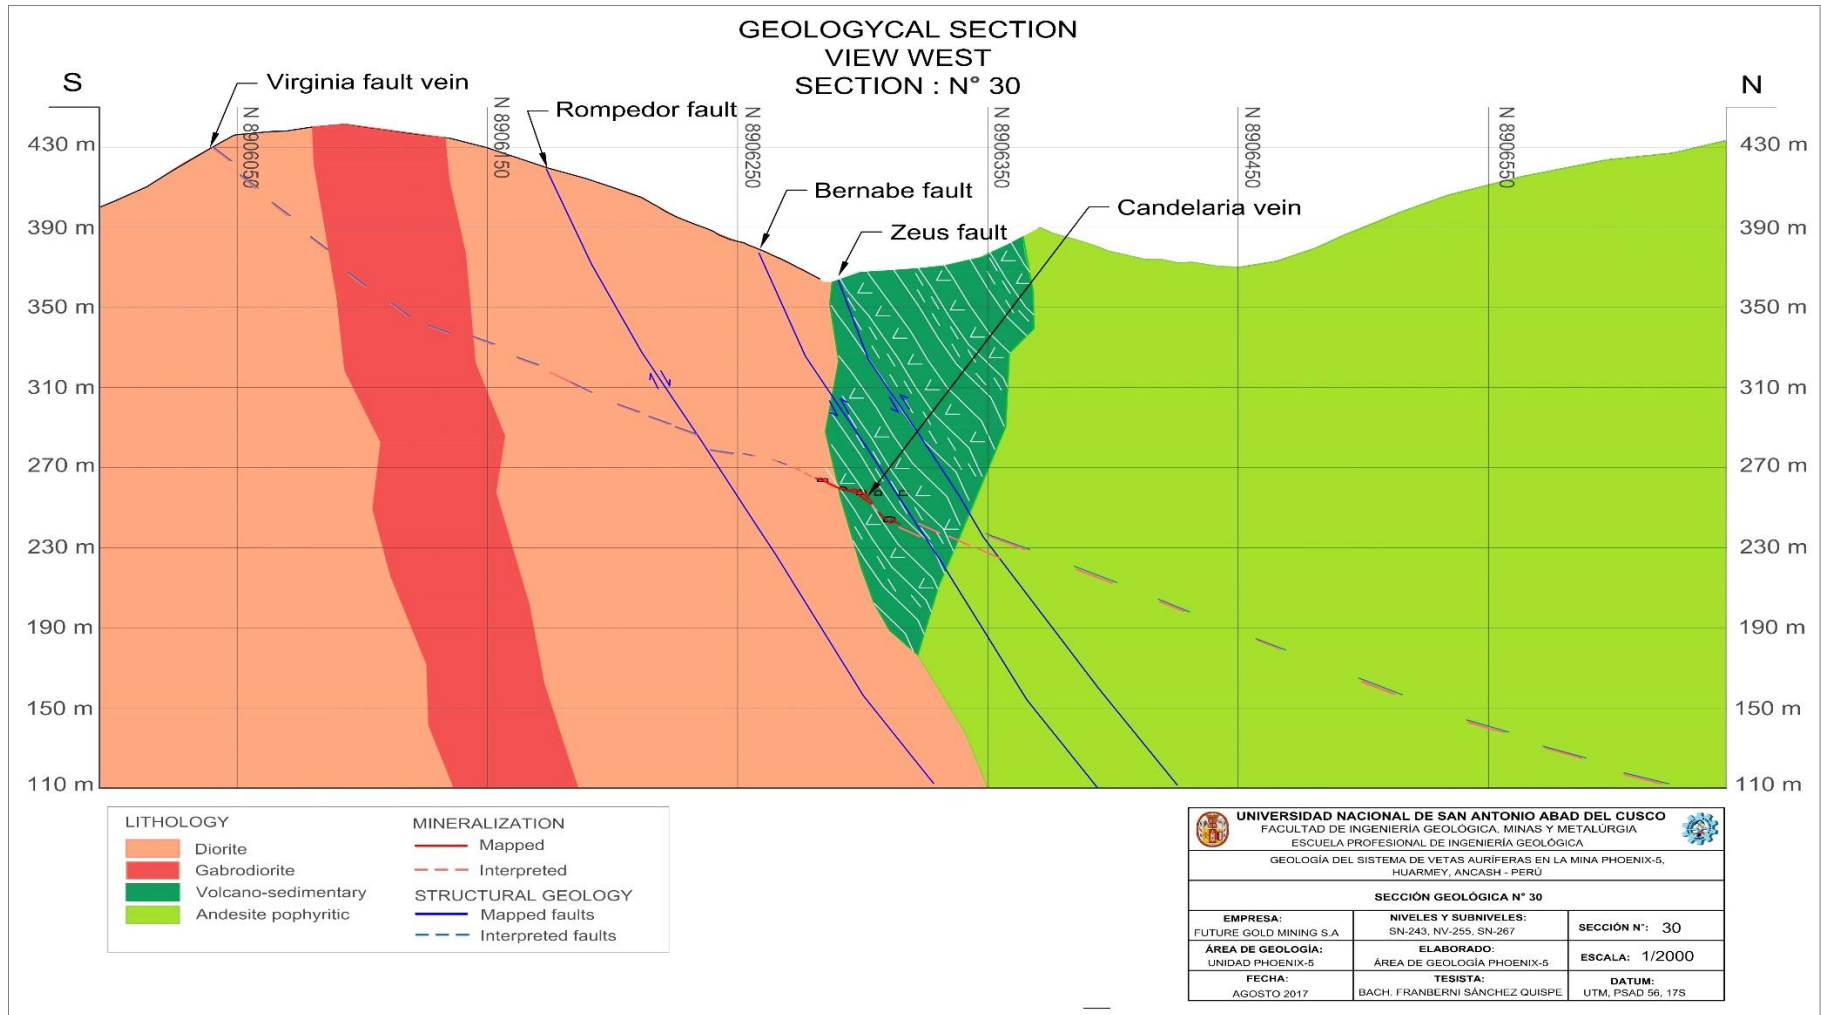 GEOLOGYCAL SECTION
VIEW WEST
SECTION : N° 30
S
N
Virginia fault vein
Rompedor fault
Bernabe fault
Zeus fault
Candelaria vein
N 8906050
N 8906150
N 8906250
N 8906350
N 8906450
N 8906550
430 m
390 m
350 m
310 m
270 m
230 m
190 m
150 m
110 m
430 m
390 m
350 m
310 m
270 m
230 m
190 m
150 m
110 m
LITHOLOGY
Diorite
Gabrodiorite
Volcano-sedimentary
Andesite pophyritic
MINERALIZATION
Mapped
Interpreted
STRUCTURAL GEOLOGY
Mapped faults
Interpreted faults
UNIVERSIDAD NACIONAL DE SAN ANTONIO ABAD DEL CUSCO
FACULTAD DE INGENIERÍA GEOLÓGICA, MINAS Y METALÚRGIA
ESCUELA PROFESIONAL DE INGENIERÍA GEOLÓGICA
GEOLOGÍA DEL SISTEMA DE VETAS AURÍFERAS EN LA MINA PHOENIX-5,
HUARMEY, ANCASH - PERÚ
SECCIÓN GEOLÓGICA N° 30
EMPRESA:
FUTURE GOLD MINING S.A
NIVELES Y SUBNIVELES:
SN-243, NV-255, SN-267
SECCIÓN N°: 30
ÁREA DE GEOLOGÍA:
UNIDAD PHOENIX-5
ELABORADO:
ÁREA DE GEOLOGÍA PHOENIX-5
ESCALA: 1/2000
FECHA:
AGOSTO 2017
TESISTA:
BACH. FRANBERNI SÁNCHEZ QUISPE
DATUM:
UTM, PSAD 56, 17S